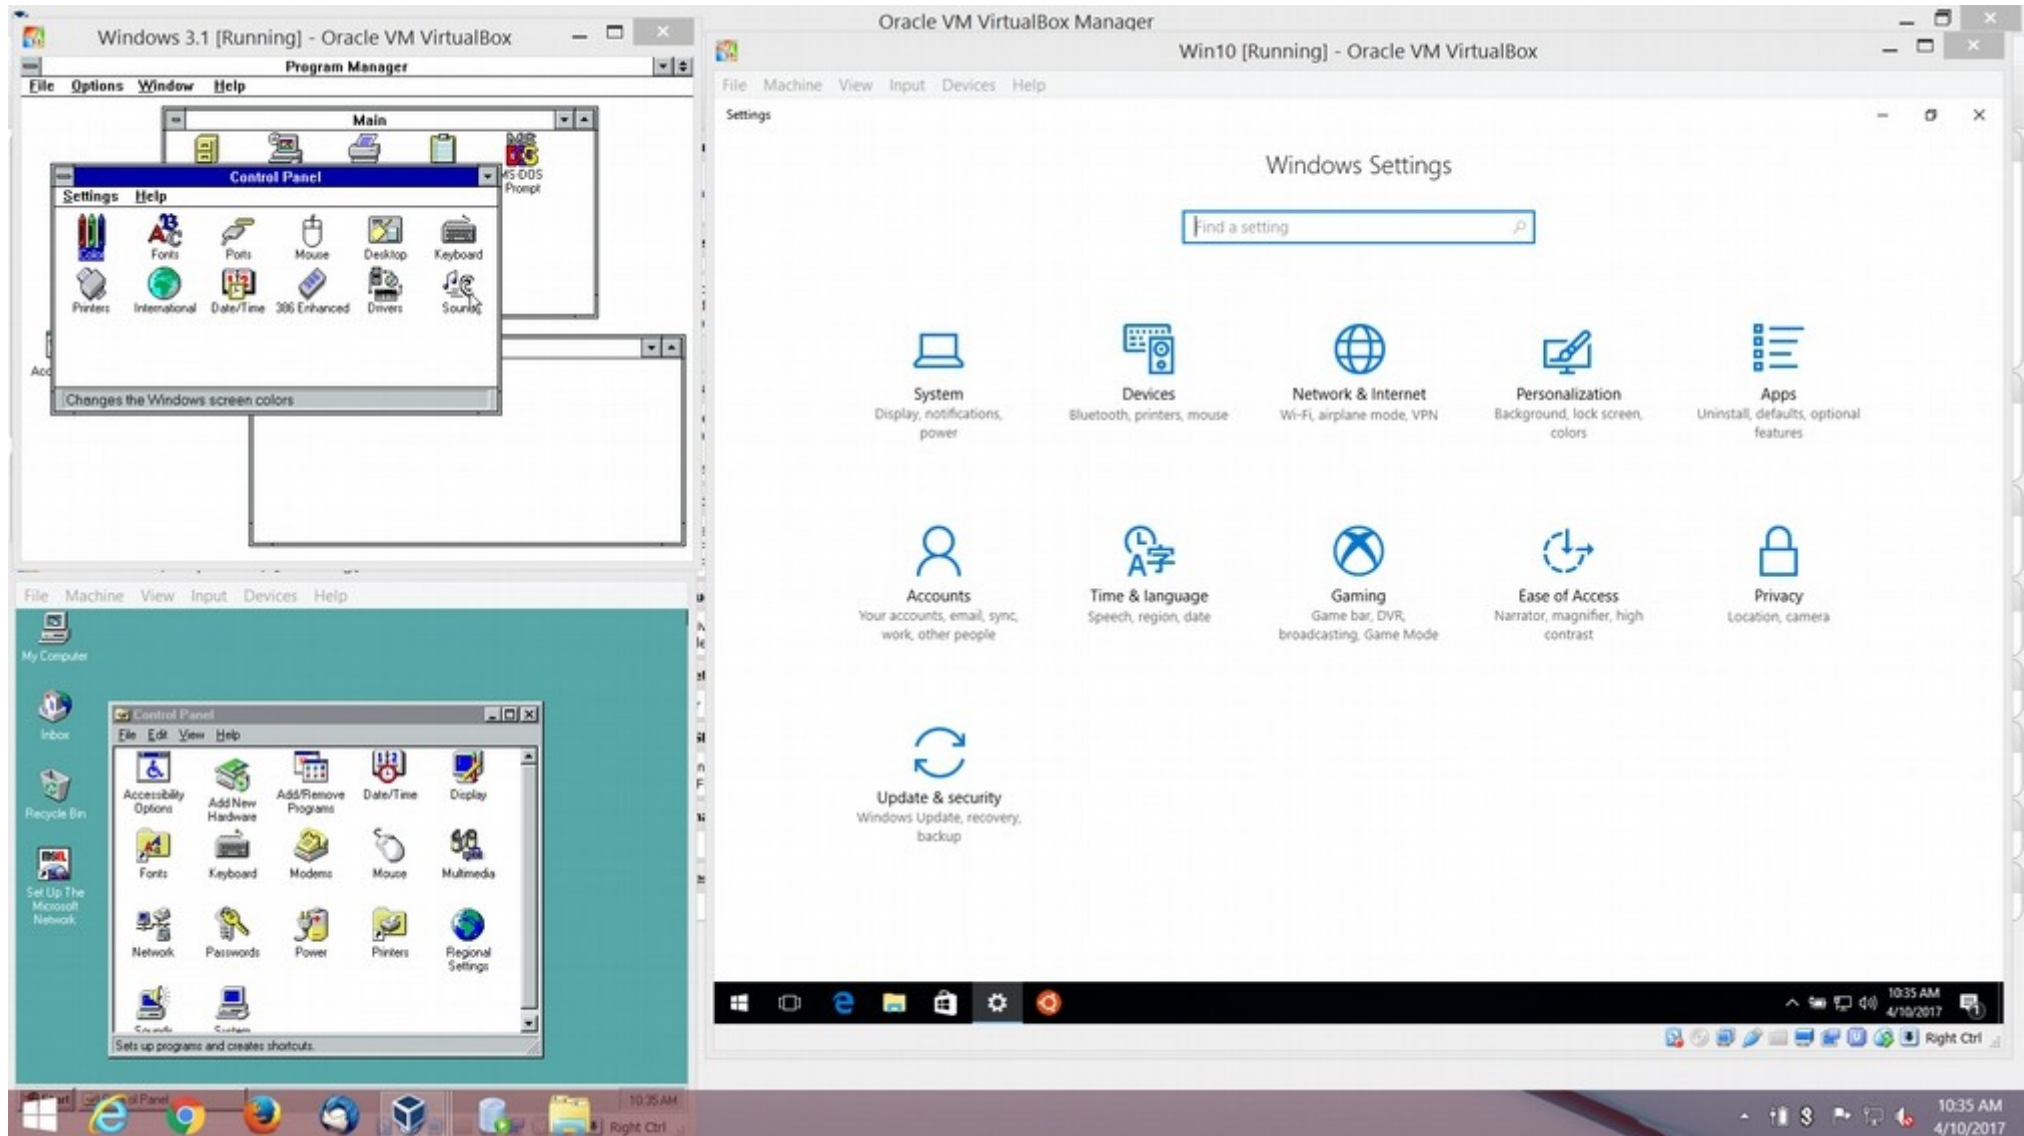 Oracle VM VirtualBox Manager
Windows 3.1 [Running] - Oracle VM VirtualBox
Program Manager
File Options Window Help
Main
MS-DOS
Prompt
Control Panel
Settings Help
Color Fonts Ports Mouse Desktop Keyboard
Printers International Date/Time 386 Enhanced Drivers Sound
Changes the Windows screen colors
File Machine View Input Devices Help
My Computer
Inbox
Recycle Bin
Set Up The
Microsoft
Network
Control Panel
File Edit View Help
Accessibility
Options
Add New
Hardware
Add/Remove
Programs
Date/Time
Display
Fonts
Keyboard
Modems
Mouse
Multimedia
Network
Passwords
Power
Printers
Regional
Settings
Sounds
System
Sets up programs and creates shortcuts.
10:35 AM
Right Ctrl
Win10 [Running] - Oracle VM VirtualBox
File Machine View Input Devices Help
Settings
Windows Settings
Find a setting
System
Display, notifications,
power
Devices
Bluetooth, printers, mouse
Network & Internet
Wi-Fi, airplane mode, VPN
Personalization
Background, lock screen,
colors
Apps
Uninstall, defaults, optional
features
Accounts
Your accounts, email, sync,
work, other people
Time & language
Speech, region, date
Gaming
Game bar, DVR,
broadcasting, Game Mode
Ease of Access
Narrator, magnifier, high
contrast
Privacy
Location, camera
Update & security
Windows Update, recovery,
backup
10:35 AM
4/10/2017
Right Ctrl
10:35 AM
4/10/2017